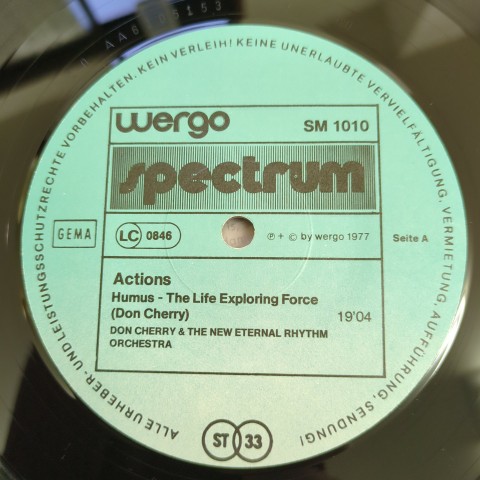 ALLE URHEBER- UND LEISTUNGSSCHUTZRECHTE VORBEHALTEN. KEIN VERLEIH! KEINE UNERLAUBTE VERVIELFÄLTIGUNG, VERMIETUNG, AUFFÜHRUNG, SENDUNG!
wergo
SM 1010
spectrum
GEMA
LC 0846
℗ + © by wergo 1977
Seite A
Actions
Humus - The Life Exploring Force
(Don Cherry) 19'04
DON CHERRY & THE NEW ETERNAL RHYTHM
ORCHESTRA
ST 33